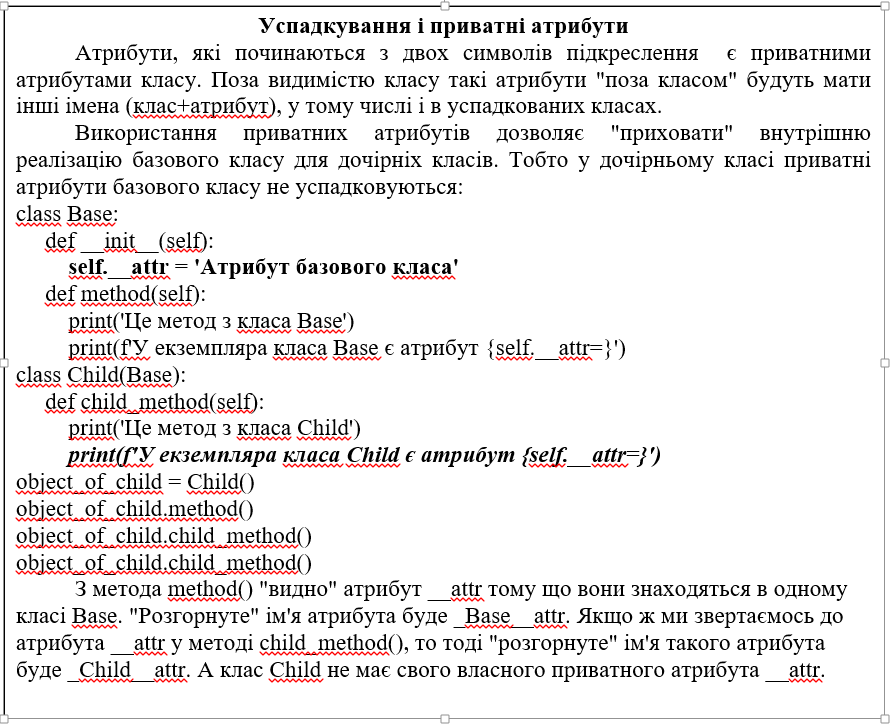 Успадкування і приватні атрибути
Атрибути, які починаються з двох символів підкреслення є приватними
атрибутами класу. Поза видимістю класу такі атрибути "поза класом" будуть мати
інші імена (клас+атрибут), у тому числі і в успадкованих класах.
Використання приватних атрибутів дозволяє "приховати" внутрішню
реалізацію базового класу для дочірніх класів. Тобто у дочірньому класі приватні
атрибути базового класу не успадковуються:
class Base:
def __init__(self):
self.__attr = 'Атрибут базового класа'
def method(self):
print('Це метод з класа Base')
print(f'У екземпляра класа Base є атрибут {self.__attr=}')
class Child(Base):
def child_method(self):
print('Це метод з класа Child')
print(f'У екземпляра класа Child є атрибут {self.__attr=}')
object_of_child = Child()
object_of_child.method()
object_of_child.child_method()
object_of_child.child_method()
З метода method() "видно" атрибут __attr тому що вони знаходяться в одному
класі Base. "Розгорнуте" ім'я атрибута буде _Base__attr. Якщо ж ми звертаємось до
атрибута __attr у методі child_method(), то тоді "розгорнуте" ім'я такого атрибута
буде _Child__attr. А клас Child не має свого власного приватного атрибута __attr.